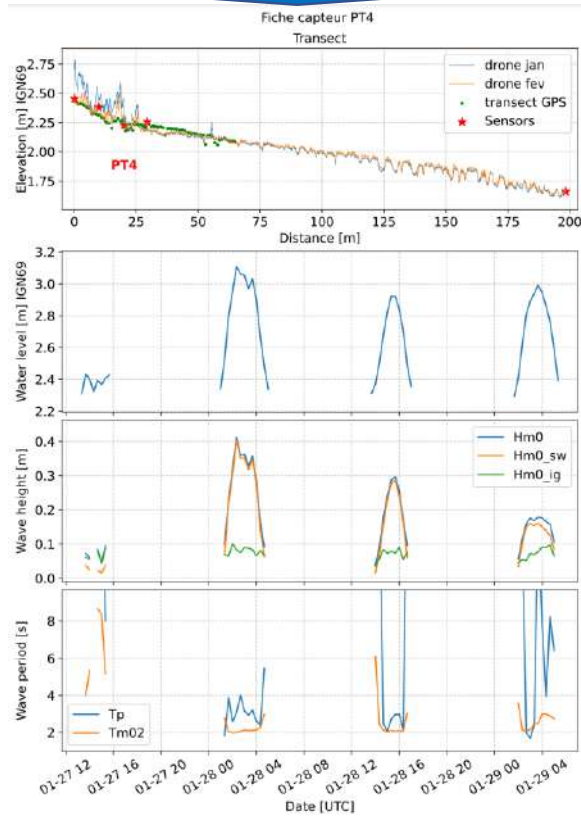 Fiche capteur PT4
Transect
Elevation [m] IGN69
2.75
2.50
2.25
2.00
1.75
drone jan
drone fev
transect GPS
Sensors
PT4
0 25 50 75 100 125 150 175 200
Distance [m]
Water level [m] IGN69
3.2
3.0
2.8
2.6
2.4
2.2
Wave height [m]
0.4
0.3
0.2
0.1
0.0
Hm0
Hm0_sw
Hm0_ig
Wave period [s]
8
6
4
2
Tp
Tm02
01-27 12
01-27 16
01-27 20
01-28 00
01-28 04
01-28 08
01-28 12
01-28 16
01-28 20
01-29 00
01-29 04
Date [UTC]